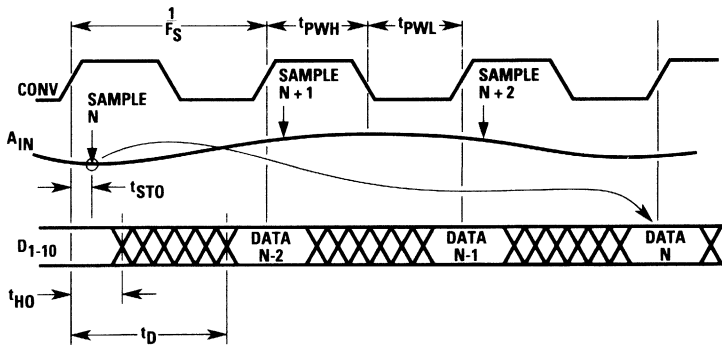 1
F_S
t_PWH
t_PWL
CONV
SAMPLE
N
SAMPLE
N + 1
SAMPLE
N + 2
A_IN
t_STO
D_1-10
DATA
N-2
DATA
N-1
DATA
N
t_HO
t_D